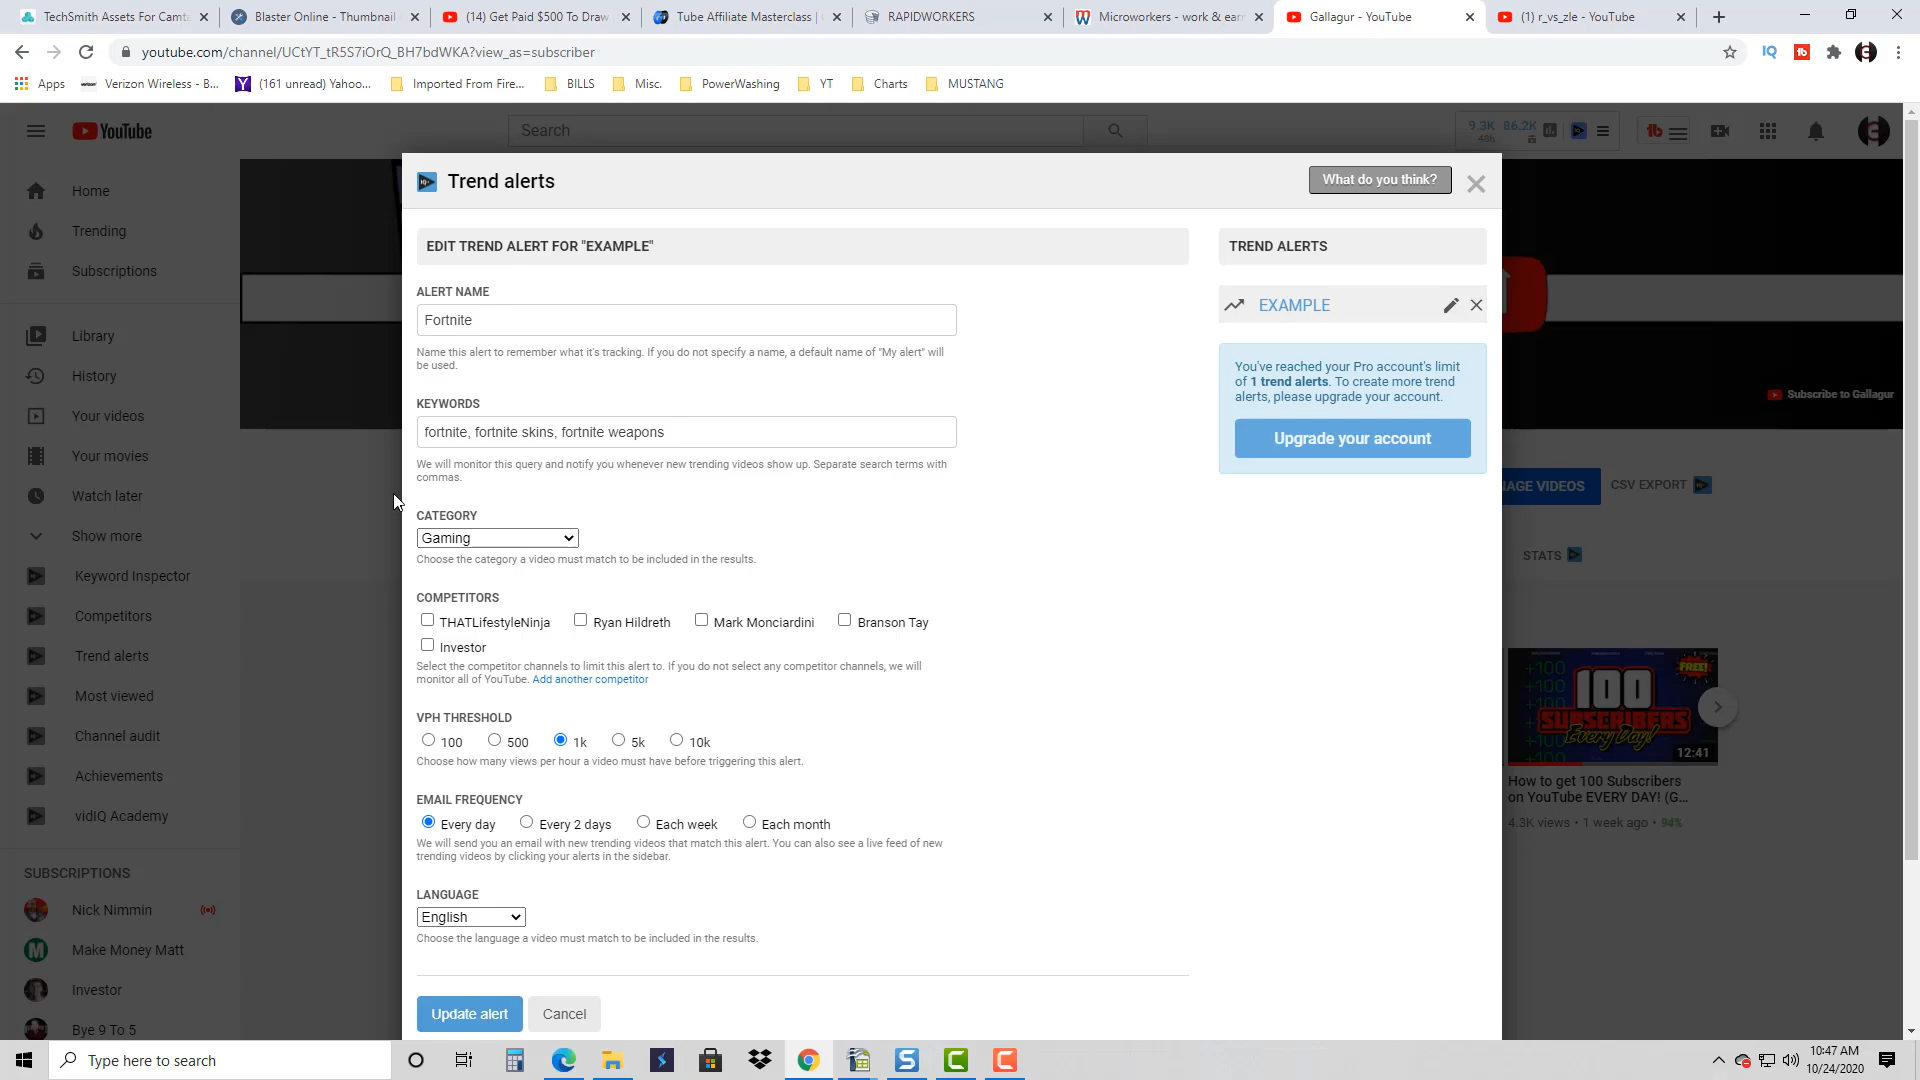 TechSmith Assets For Camta
Blaster Online - Thumbnail
(14) Get Paid $500 To Draw
Tube Affiliate Masterclass |
RAPIDWORKERS
Microworkers - work & earn
Gallagur - YouTube
(1) r_vs_zle - YouTube
youtube.com/channel/UCtYT_tR5S7iOrQ_BH7bdWKA?view_as=subscriber
Apps
Verizon Wireless - B...
(161 unread) Yahoo...
Imported From Fire...
BILLS
Misc.
PowerWashing
YT
Charts
MUSTANG
YouTube
Search
9.3K 86.2K
48h
Home
Trending
Subscriptions
Library
History
Your videos
Your movies
Watch later
Show more
Keyword Inspector
Competitors
Trend alerts
Most viewed
Channel audit
Achievements
vidIQ Academy
SUBSCRIPTIONS
Nick Nimmin
Make Money Matt
Investor
Bye 9 To 5
Trend alerts
What do you think?
EDIT TREND ALERT FOR "EXAMPLE"
ALERT NAME
Fortnite
Name this alert to remember what it's tracking. If you do not specify a name, a default name of "My alert" will
be used.
KEYWORDS
fortnite, fortnite skins, fortnite weapons
We will monitor this query and notify you whenever new trending videos show up. Separate search terms with
commas.
CATEGORY
Gaming
Choose the category a video must match to be included in the results.
COMPETITORS
THATLifestyleNinja Ryan Hildreth Mark Monciardini Branson Tay
Investor
Select the competitor channels to limit this alert to. If you do not select any competitor channels, we will
monitor all of YouTube. Add another competitor
VPH THRESHOLD
100 500 1k 5k 10k
Choose how many views per hour a video must have before triggering this alert.
EMAIL FREQUENCY
Every day Every 2 days Each week Each month
We will send you an email with new trending videos that match this alert. You can also see a live feed of new
trending videos by clicking your alerts in the sidebar.
LANGUAGE
English
Choose the language a video must match to be included in the results.
Update alert Cancel
TREND ALERTS
EXAMPLE
You've reached your Pro account's limit
of 1 trend alerts. To create more trend
alerts, please upgrade your account.
Upgrade your account
Subscribe to Gallagur
NAGE VIDEOS
CSV EXPORT
STATS
+100
FREE!
100
SUBSCRIBERS
Every Day!
12:41
How to get 100 Subscribers
on YouTube EVERY DAY! (G...
4.3K views • 1 week ago • 94%
Type here to search
10:47 AM
10/24/2020